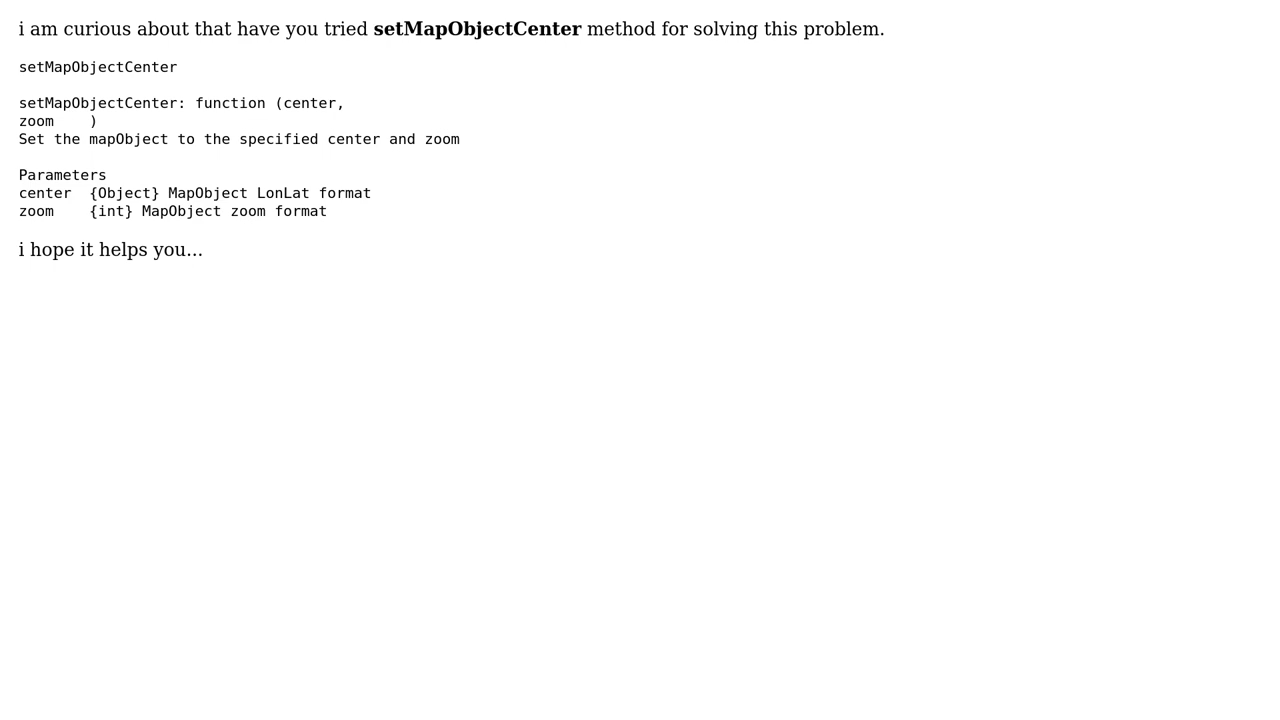 i am curious about that have you tried setMapObjectCenter method for solving this problem.
setMapObjectCenter
setMapObjectCenter: function (center,
zoom    )
Set the mapObject to the specified center and zoom
Parameters
center  {Object} MapObject LonLat format
zoom    {int} MapObject zoom format
i hope it helps you...